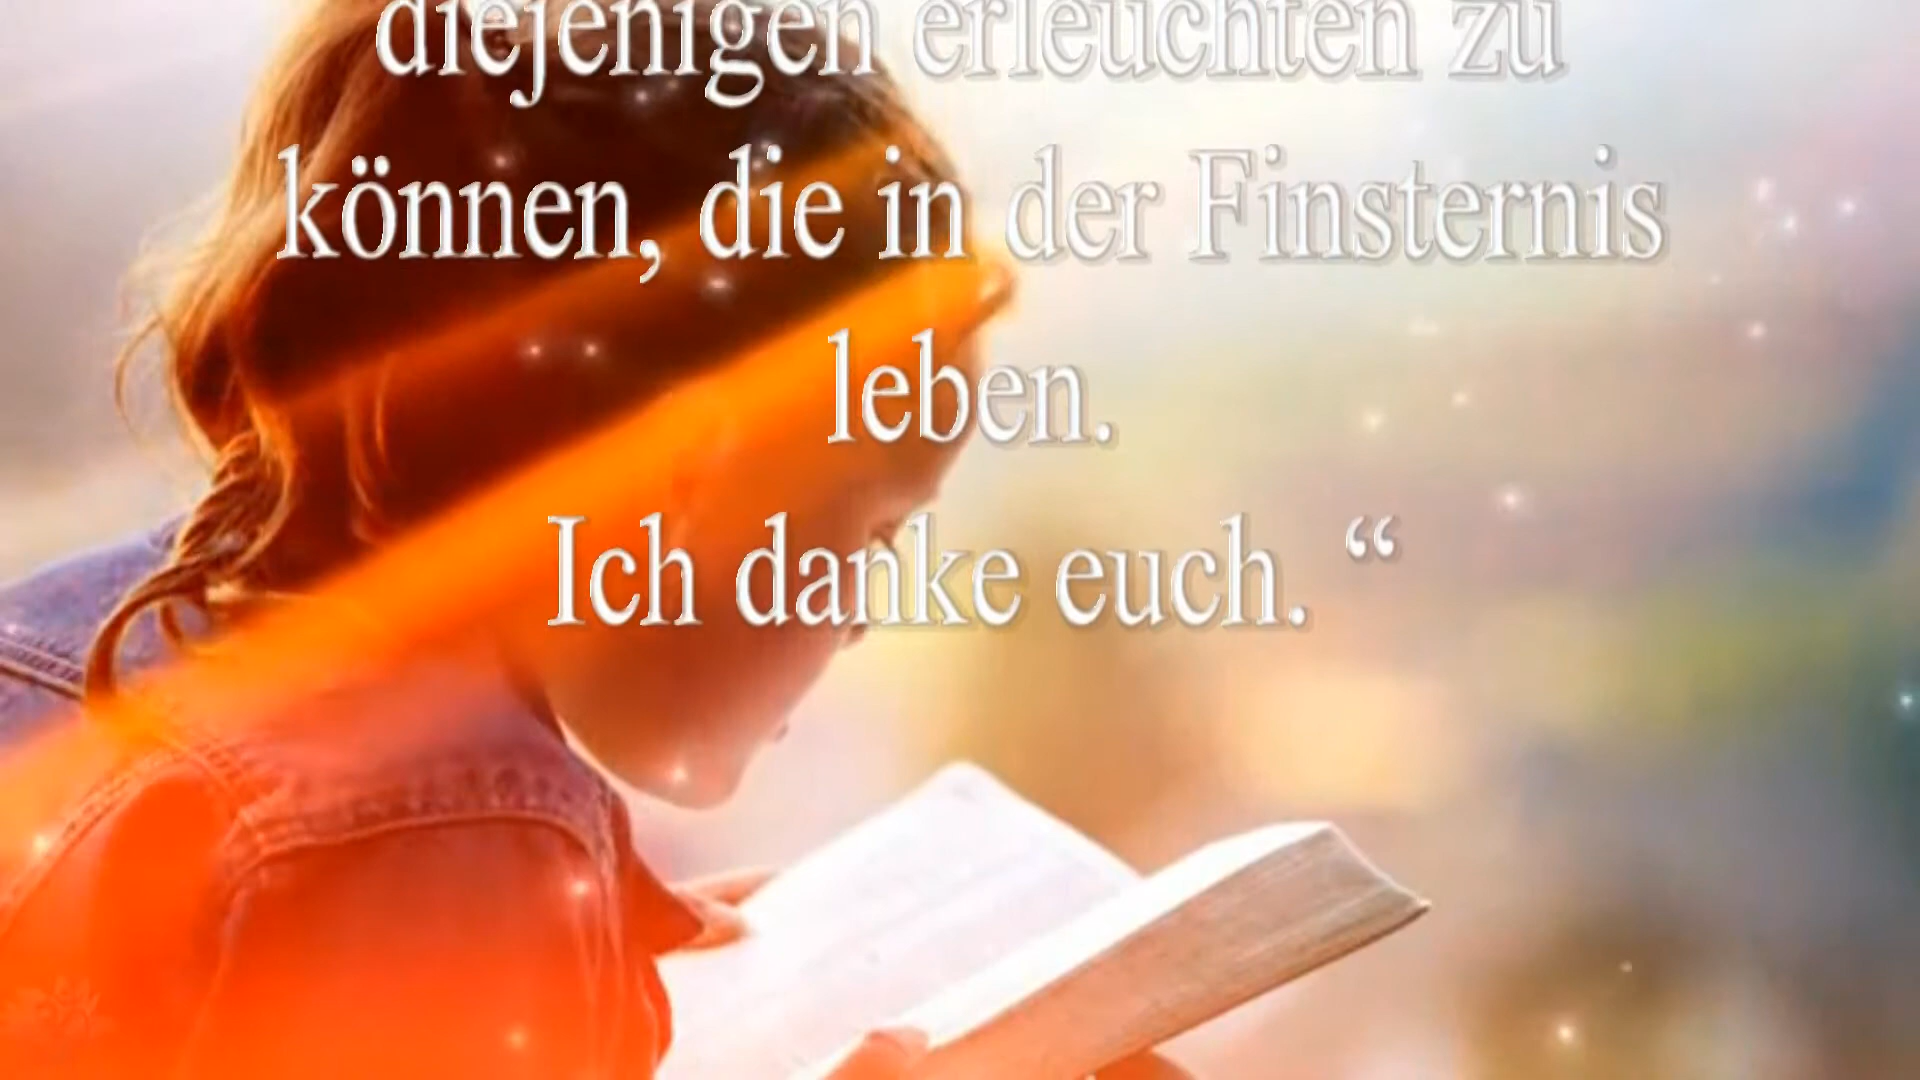 diejenigen erleuchten zu
können, die in der Finsternis
leben.
Ich danke euch. “